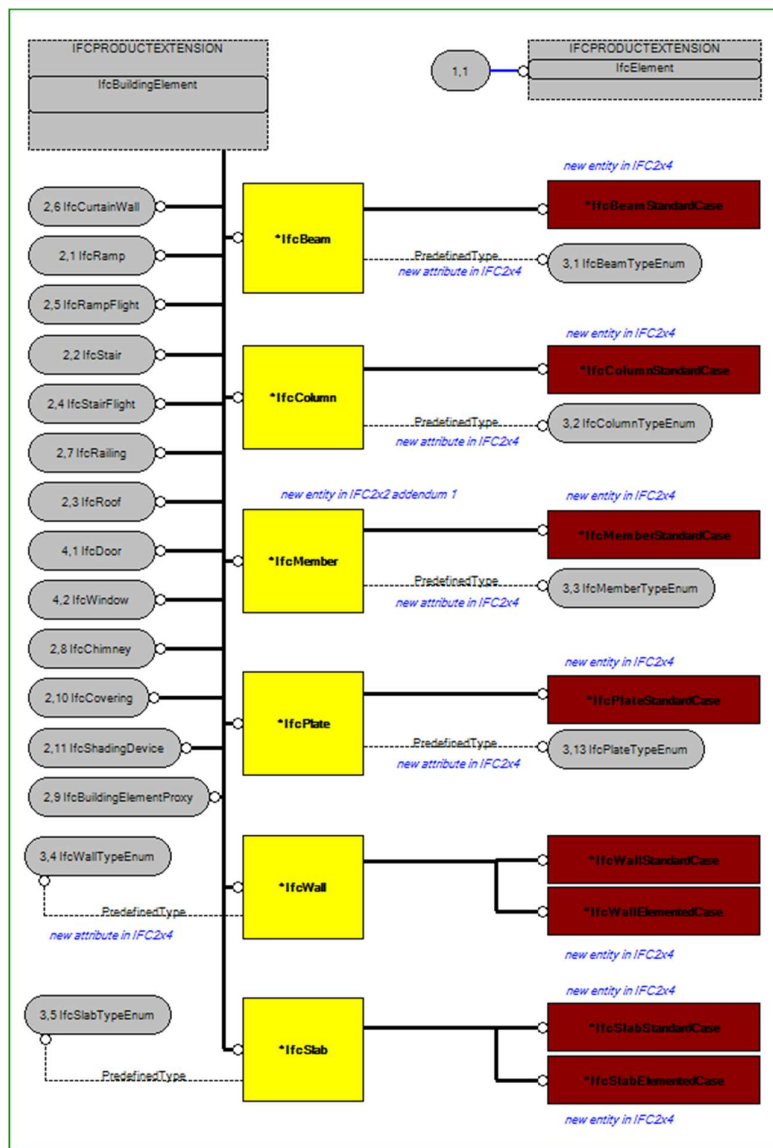 IFCPRODUCTEXTENSION
IfcBuildingElement
1,1
IFCPRODUCTEXTENSION
IfcElement
new entity in IFC2x4
2,6 IfcCurtainWall
*IfcBeam
*IfcBeamStandardCase
2,1 IfcRamp
PredefinedType
new attribute in IFC2x4
3,1 IfcBeamTypeEnum
2,5 IfcRampFlight
new entity in IFC2x4
2,2 IfcStair
*IfcColumn
*IfcColumnStandardCase
2,4 IfcStairFlight
PredefinedType
new attribute in IFC2x4
3,2 IfcColumnTypeEnum
2,7 IfcRailing
2,3 IfcRoof
new entity in IFC2x2 addendum 1
new entity in IFC2x4
4,1 IfcDoor
*IfcMember
*IfcMemberStandardCase
4,2 IfcWindow
PredefinedType
new attribute in IFC2x4
3,3 IfcMemberTypeEnum
2,8 IfcChimney
new entity in IFC2x4
2,10 IfcCovering
*IfcPlate
*IfcPlateStandardCase
2,11 IfcShadingDevice
PredefinedType
new attribute in IFC2x4
3,13 IfcPlateTypeEnum
2,9 IfcBuildingElementProxy
3,4 IfcWallTypeEnum
*IfcWall
*IfcWallStandardCase
PredefinedType
new attribute in IFC2x4
*IfcWallElementedCase
new entity in IFC2x4
new entity in IFC2x4
3,5 IfcSlabTypeEnum
*IfcSlab
*IfcSlabStandardCase
PredefinedType
*IfcSlabElementedCase
new entity in IFC2x4